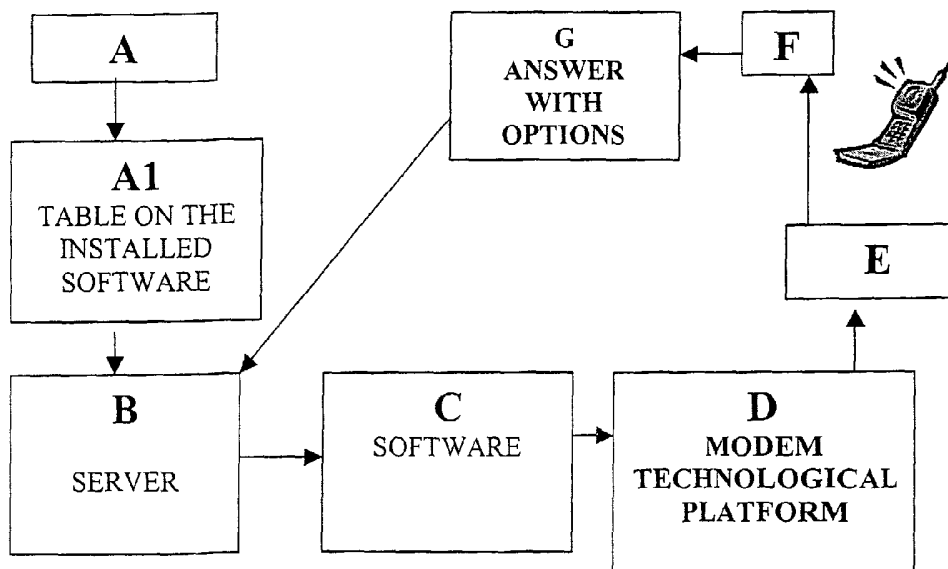 A
A1
TABLE ON THE
INSTALLED
SOFTWARE
B
SERVER
C
SOFTWARE
D
MODEM
TECHNOLOGICAL
PLATFORM
E
F
G
ANSWER
WITH
OPTIONS